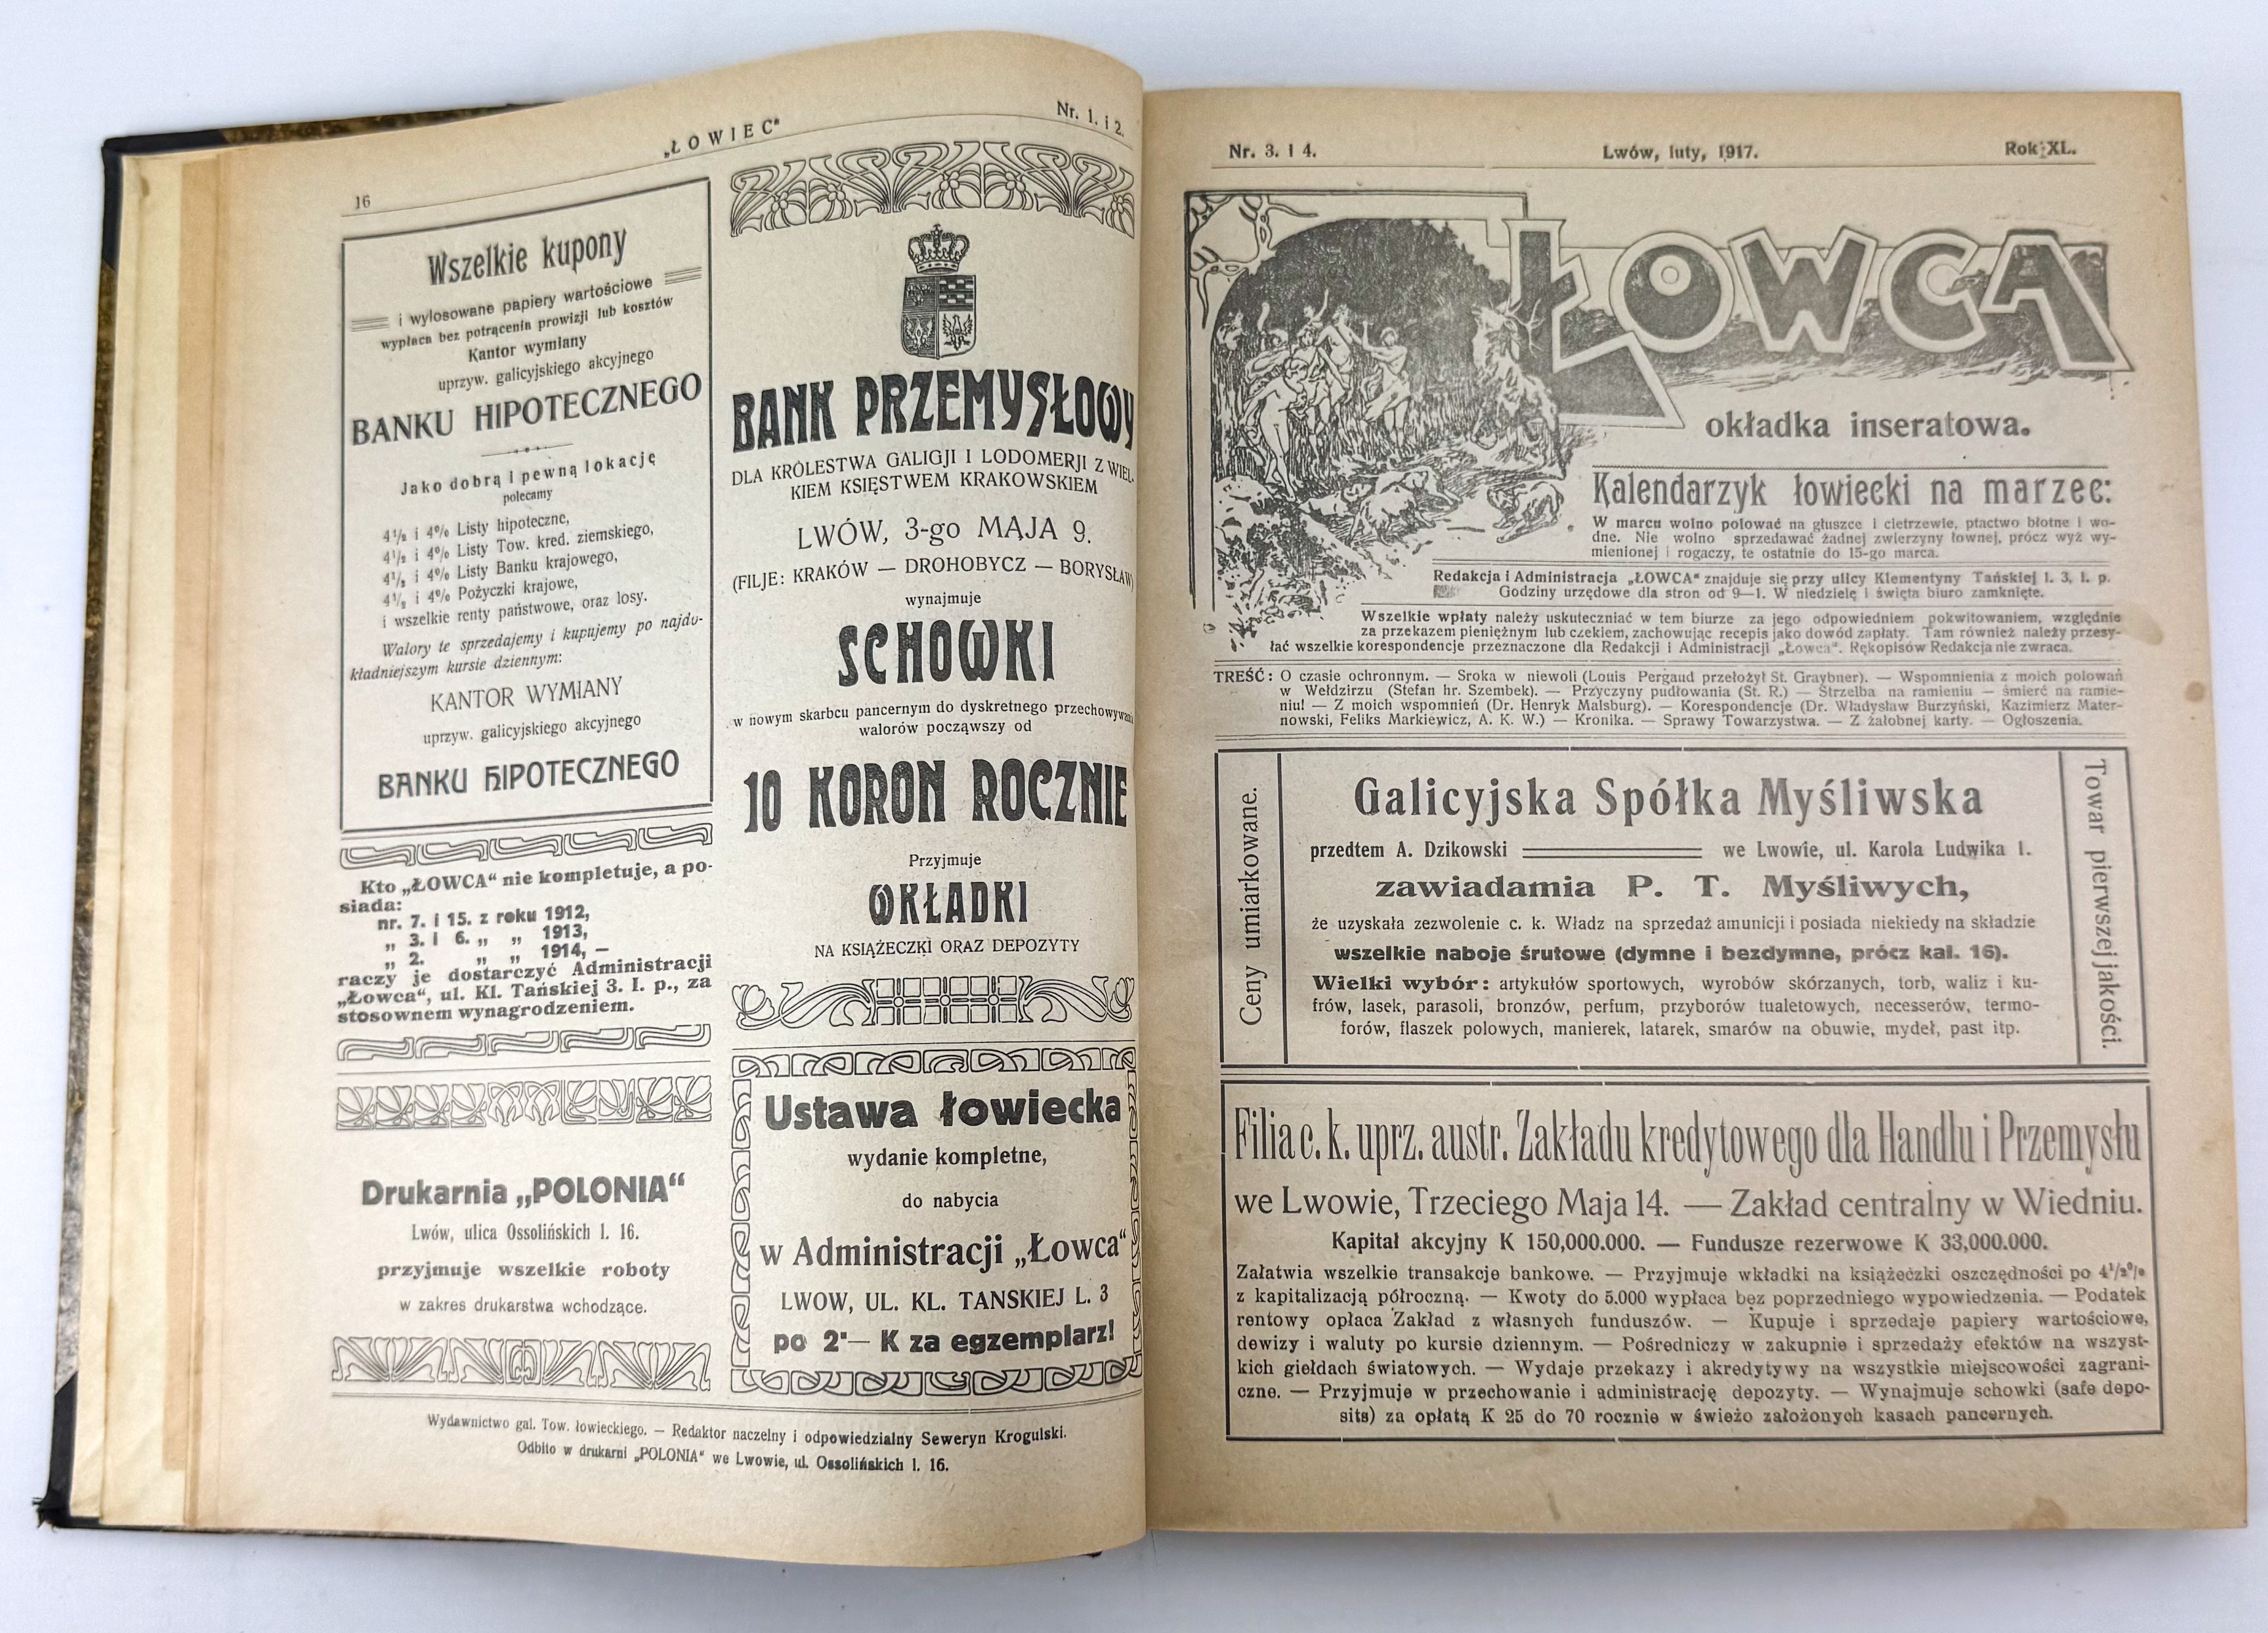 16
„ŁOWIEC"
Nr. 1. i 2.
Wszelkie kupony
i wylosowane papiery wartościowe
wypłaca bez potrącenia prowizji lub kosztów
Kantor wymiany
uprzyw. galicyjskiego akcyjnego
BANKU HIPOTECZNEGO
Jako dobrą i pewną lokację
polecamy
4½ i 4% Listy hipoteczne,
4½ i 4% Listy Tow. kred. ziemskiego,
4½ i 4% Listy Banku krajowego,
4½ i 4% Pożyczki krajowe,
i wszelkie renty państwowe, oraz losy.
Walory te sprzedajemy i kupujemy po najdo-
kładniejszym kursie dziennym:
KANTOR WYMIANY
uprzyw. galicyjskiego akcyjnego
BANKU HIPOTECZNEGO
Kto „ŁOWCA" nie kompletuje, a po-
siada:
nr. 7. i 15. z roku 1912,
„ 3. i 6. „ „ 1913,
„ 2. „ „ 1914, —
raczy je dostarczyć Administracji
„Łowca", ul. Kl. Tańskiej 3. I. p., za
stosownem wynagrodzeniem.
Drukarnia „POLONIA"
Lwów, ulica Ossolińskich l. 16.
przyjmuje wszelkie roboty
w zakres drukarstwa wchodzące.
BANK PRZEMYSŁOWY
DLA KRÓLESTWA GALIGJI I LODOMERJI Z WIEL-
KIEM KSIĘSTWEM KRAKOWSKIEM
LWÓW, 3-go MAJA 9.
(FILJE: KRAKÓW — DROHOBYCZ — BORYSŁAW)
wynajmuje
SCHOWKI
w nowym skarbcu pancernym do dyskretnego przechowywania
walorów począwszy od
10 KORON ROCZNIE
Przyjmuje
WKŁADKI
NA KSIĄŻECZKI ORAZ DEPOZYTY
Ustawa łowiecka
wydanie kompletne,
do nabycia
w Administracji „Łowca"
LWOW, UL. KL. TANSKIEJ L. 3
po 2·— K za egzemplarz!
Wydawnictwo gal. Tow. łowieckiego. — Redaktor naczelny i odpowiedzialny Seweryn Krogulski.
Odbito w drukarni „POLONIA" we Lwowie, ul. Ossolińskich l. 16.
Nr. 3. i 4.
Lwów, luty, 1917.
Rok XL.
ŁOWCA
okładka inseratowa.
Kalendarzyk łowiecki na marzec:
W marcu wolno polować na głuszce i cietrzewie, ptactwo błotne i wo-
dne. Nie wolno sprzedawać żadnej zwierzyny łownej, prócz wyż wy-
mienionej i rogaczy, te ostatnie do 15-go marca.
Redakcja i Administracja „ŁOWCA" znajduje się przy ulicy Klementyny Tańskiej l. 3, I. p.
Godziny urzędowe dla stron od 9—1. W niedzielę i święta biuro zamknięte.
Wszelkie wpłaty należy uskuteczniać w tem biurze za jego odpowiedniem pokwitowaniem, względnie
za przekazem pieniężnym lub czekiem, zachowując recepis jako dowód zapłaty. Tam również należy przesy-
łać wszelkie korespondencje przeznaczone dla Redakcji i Administracji „Łowca". Rękopisów Redakcja nie zwraca.
TREŚĆ: O czasie ochronnym. — Sroka w niewoli (Louis Pergaud przełożył St. Graybner). — Wspomnienia z moich polowań
w Wełdzirzu (Stefan hr. Szembek). — Przyczyny pudłowania (St. R.) — Strzelba na ramieniu — śmierć na ramie-
niu! — Z moich wspomnień (Dr. Henryk Malsburg). — Korespondencje (Dr. Władysław Burzyński, Kazimierz Mater-
nowski, Feliks Markiewicz, A. K. W.) — Kronika. — Sprawy Towarzystwa. — Z żałobnej karty. — Ogłoszenia.
Ceny umiarkowane.
Galicyjska Spółka Myśliwska
przedtem A. Dzikowski we Lwowie, ul. Karola Ludwika 1.
zawiadamia P. T. Myśliwych,
że uzyskała zezwolenie c. k. Władz na sprzedaż amunicji i posiada niekiedy na składzie
wszelkie naboje śrutowe (dymne i bezdymne, prócz kal. 16).
Wielki wybór: artykułów sportowych, wyrobów skórzanych, torb, waliz i ku-
frów, lasek, parasoli, bronzów, perfum, przyborów tualetowych, necesserów, termo-
forów, flaszek polowych, manierek, latarek, smarów na obuwie, mydeł, past itp.
Towar pierwszej jakości.
Filia c. k. uprz. austr. Zakładu kredytowego dla Handlu i Przemysłu
we Lwowie, Trzeciego Maja 14. — Zakład centralny w Wiedniu.
Kapitał akcyjny K 150,000.000. — Fundusze rezerwowe K 33,000.000.
Załatwia wszelkie transakcje bankowe. — Przyjmuje wkładki na książeczki oszczędności po 4½%
z kapitalizacją półroczną. — Kwoty do 5.000 wypłaca bez poprzedniego wypowiedzenia. — Podatek
rentowy opłaca Zakład z własnych funduszów. — Kupuje i sprzedaje papiery wartościowe,
dewizy i waluty po kursie dziennym. — Pośredniczy w zakupnie i sprzedaży efektów na wszyst-
kich giełdach światowych. — Wydaje przekazy i akredytywy na wszystkie miejscowości zagrani-
czne. — Przyjmuje w przechowanie i administrację depozyty. — Wynajmuje schowki (safe depo-
sits) za opłatą K 25 do 70 rocznie w świeżo założonych kasach pancernych.